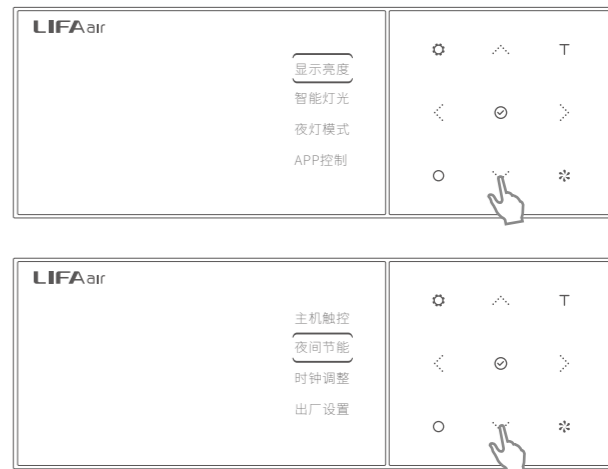 LIFAair
显示亮度
智能灯光
夜灯模式
APP控制
T
LIFAair
主机触控
夜间节能
时钟调整
出厂设置
T